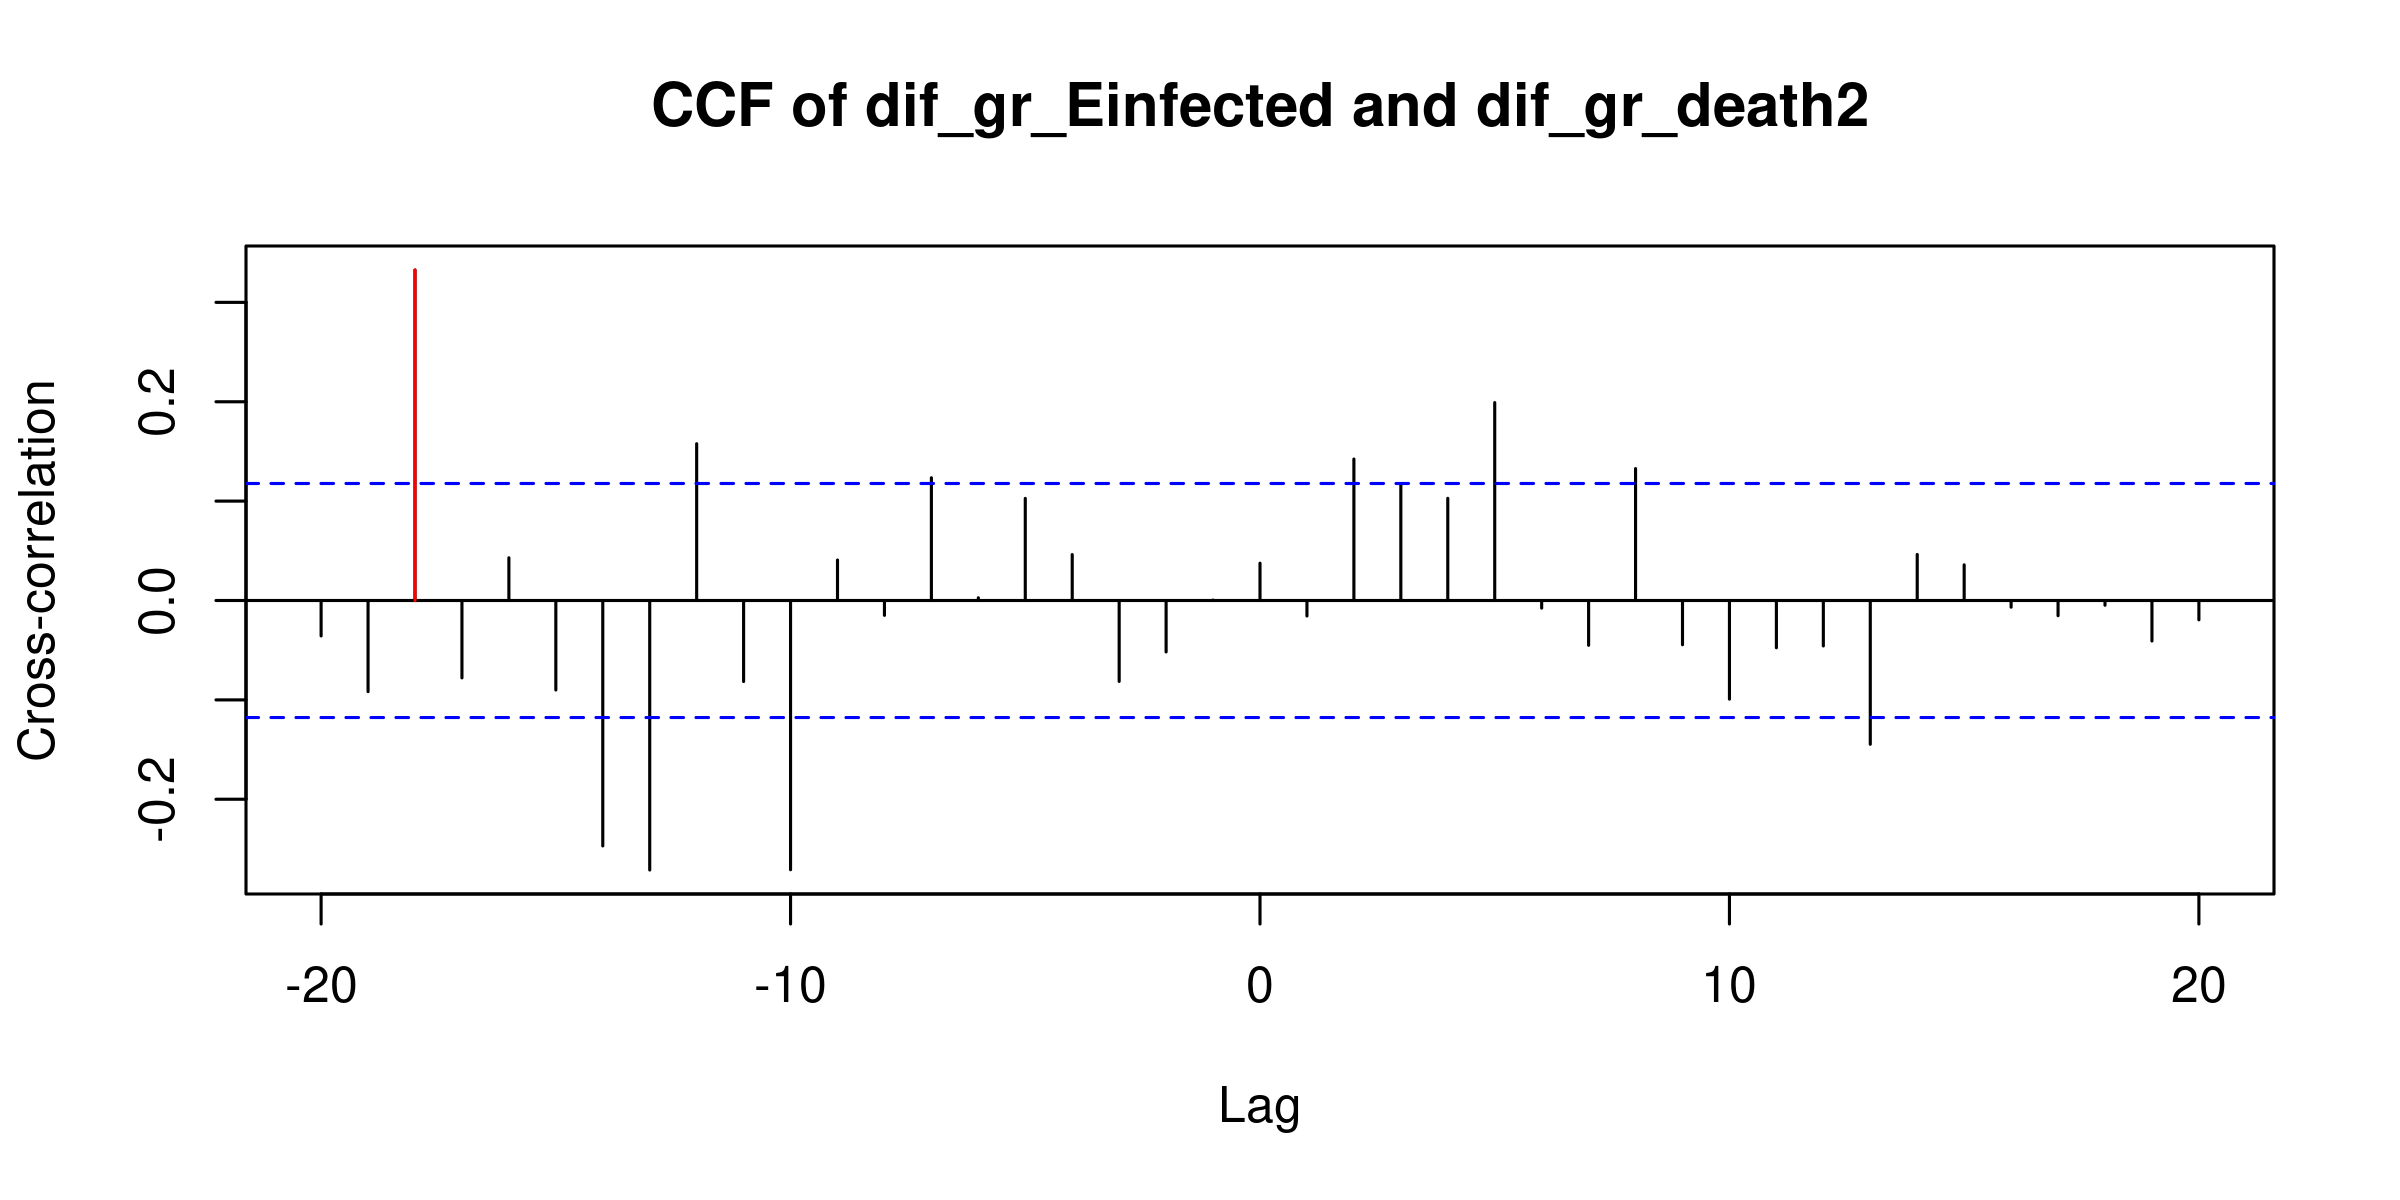 CCF of dif_gr_Einfected and dif_gr_death2
Cross-correlation
0.2
0.0
-0.2
-20 -10 0 10 20
Lag